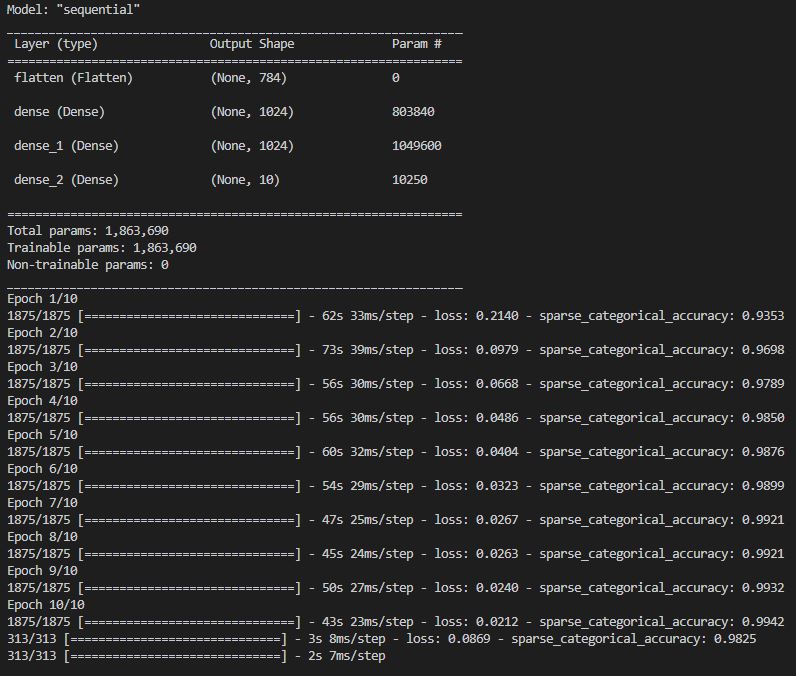 Model: "sequential"
_________________________________________________________________
Layer (type) Output Shape Param #
=================================================================
flatten (Flatten) (None, 784) 0
dense (Dense) (None, 1024) 803840
dense_1 (Dense) (None, 1024) 1049600
dense_2 (Dense) (None, 10) 10250
=================================================================
Total params: 1,863,690
Trainable params: 1,863,690
Non-trainable params: 0
_________________________________________________________________
Epoch 1/10
1875/1875 [==============================] - 62s 33ms/step - loss: 0.2140 - sparse_categorical_accuracy: 0.9353
Epoch 2/10
1875/1875 [==============================] - 73s 39ms/step - loss: 0.0979 - sparse_categorical_accuracy: 0.9698
Epoch 3/10
1875/1875 [==============================] - 56s 30ms/step - loss: 0.0668 - sparse_categorical_accuracy: 0.9789
Epoch 4/10
1875/1875 [==============================] - 56s 30ms/step - loss: 0.0486 - sparse_categorical_accuracy: 0.9850
Epoch 5/10
1875/1875 [==============================] - 60s 32ms/step - loss: 0.0404 - sparse_categorical_accuracy: 0.9876
Epoch 6/10
1875/1875 [==============================] - 54s 29ms/step - loss: 0.0323 - sparse_categorical_accuracy: 0.9899
Epoch 7/10
1875/1875 [==============================] - 47s 25ms/step - loss: 0.0267 - sparse_categorical_accuracy: 0.9921
Epoch 8/10
1875/1875 [==============================] - 45s 24ms/step - loss: 0.0263 - sparse_categorical_accuracy: 0.9921
Epoch 9/10
1875/1875 [==============================] - 50s 27ms/step - loss: 0.0240 - sparse_categorical_accuracy: 0.9932
Epoch 10/10
1875/1875 [==============================] - 43s 23ms/step - loss: 0.0212 - sparse_categorical_accuracy: 0.9942
313/313 [==============================] - 3s 8ms/step - loss: 0.0869 - sparse_categorical_accuracy: 0.9825
313/313 [==============================] - 2s 7ms/step